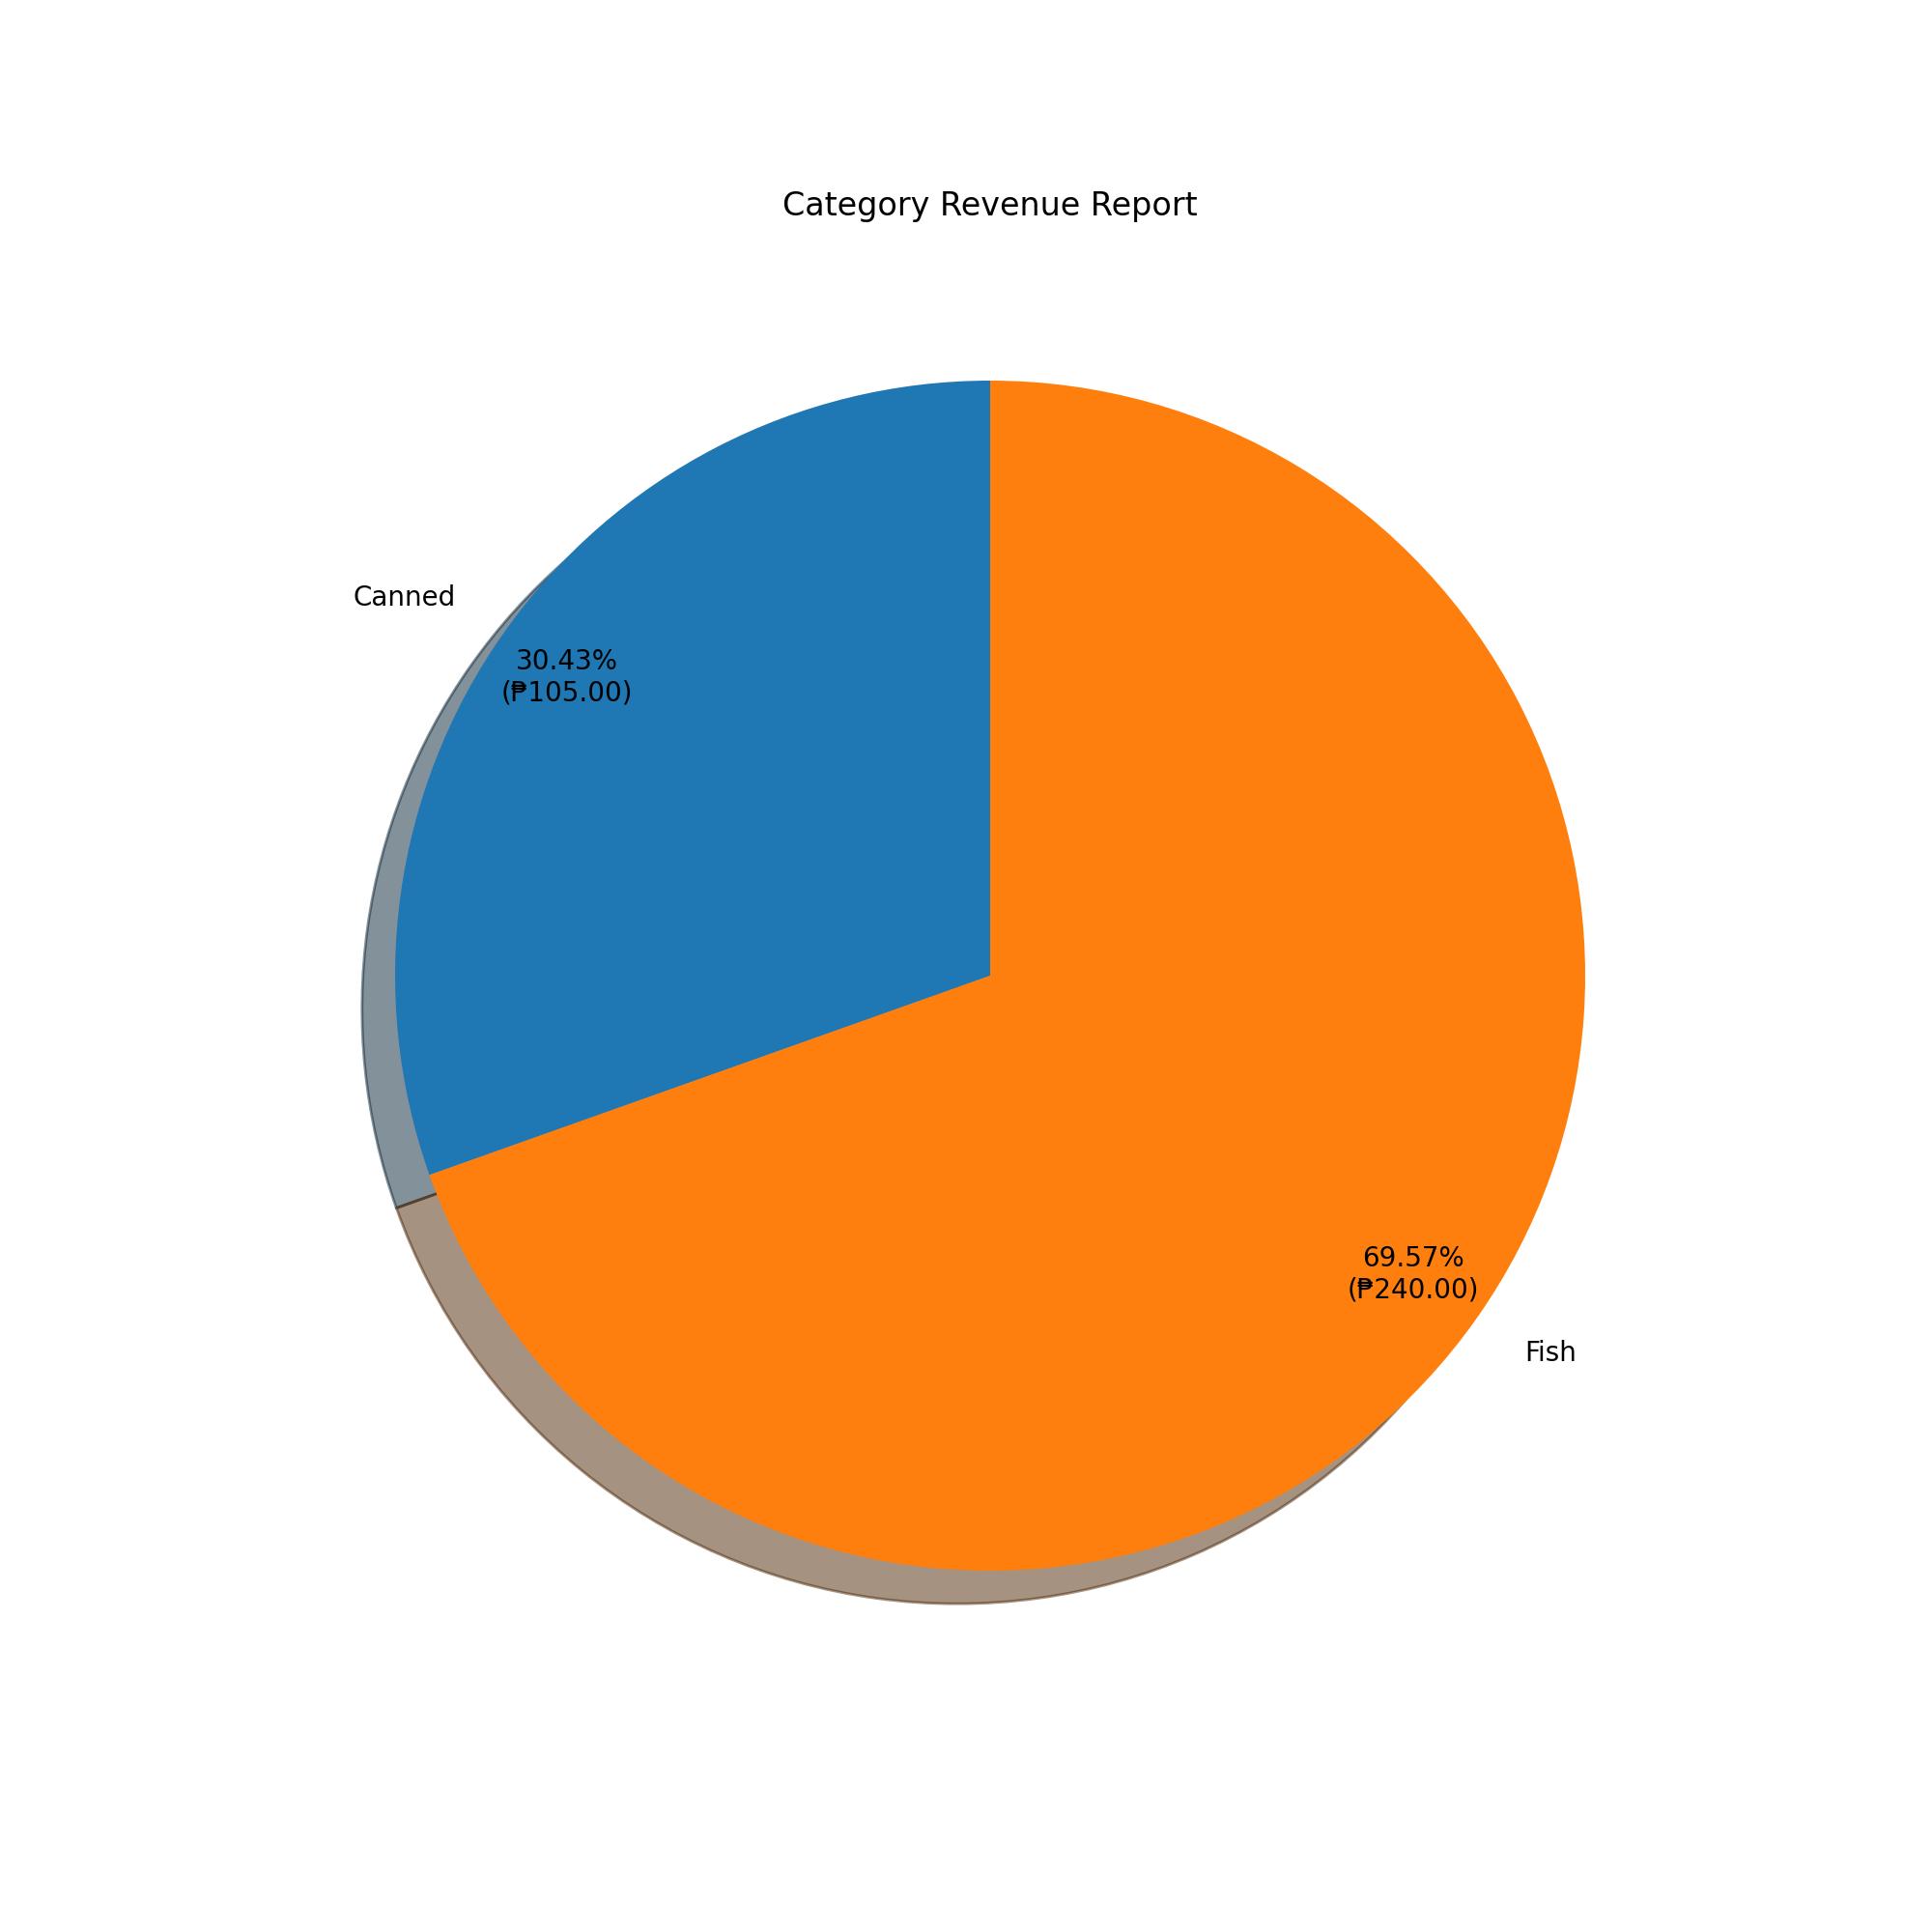 Category Revenue Report
Canned
30.43%
(₱105.00)
69.57%
(₱240.00)
Fish